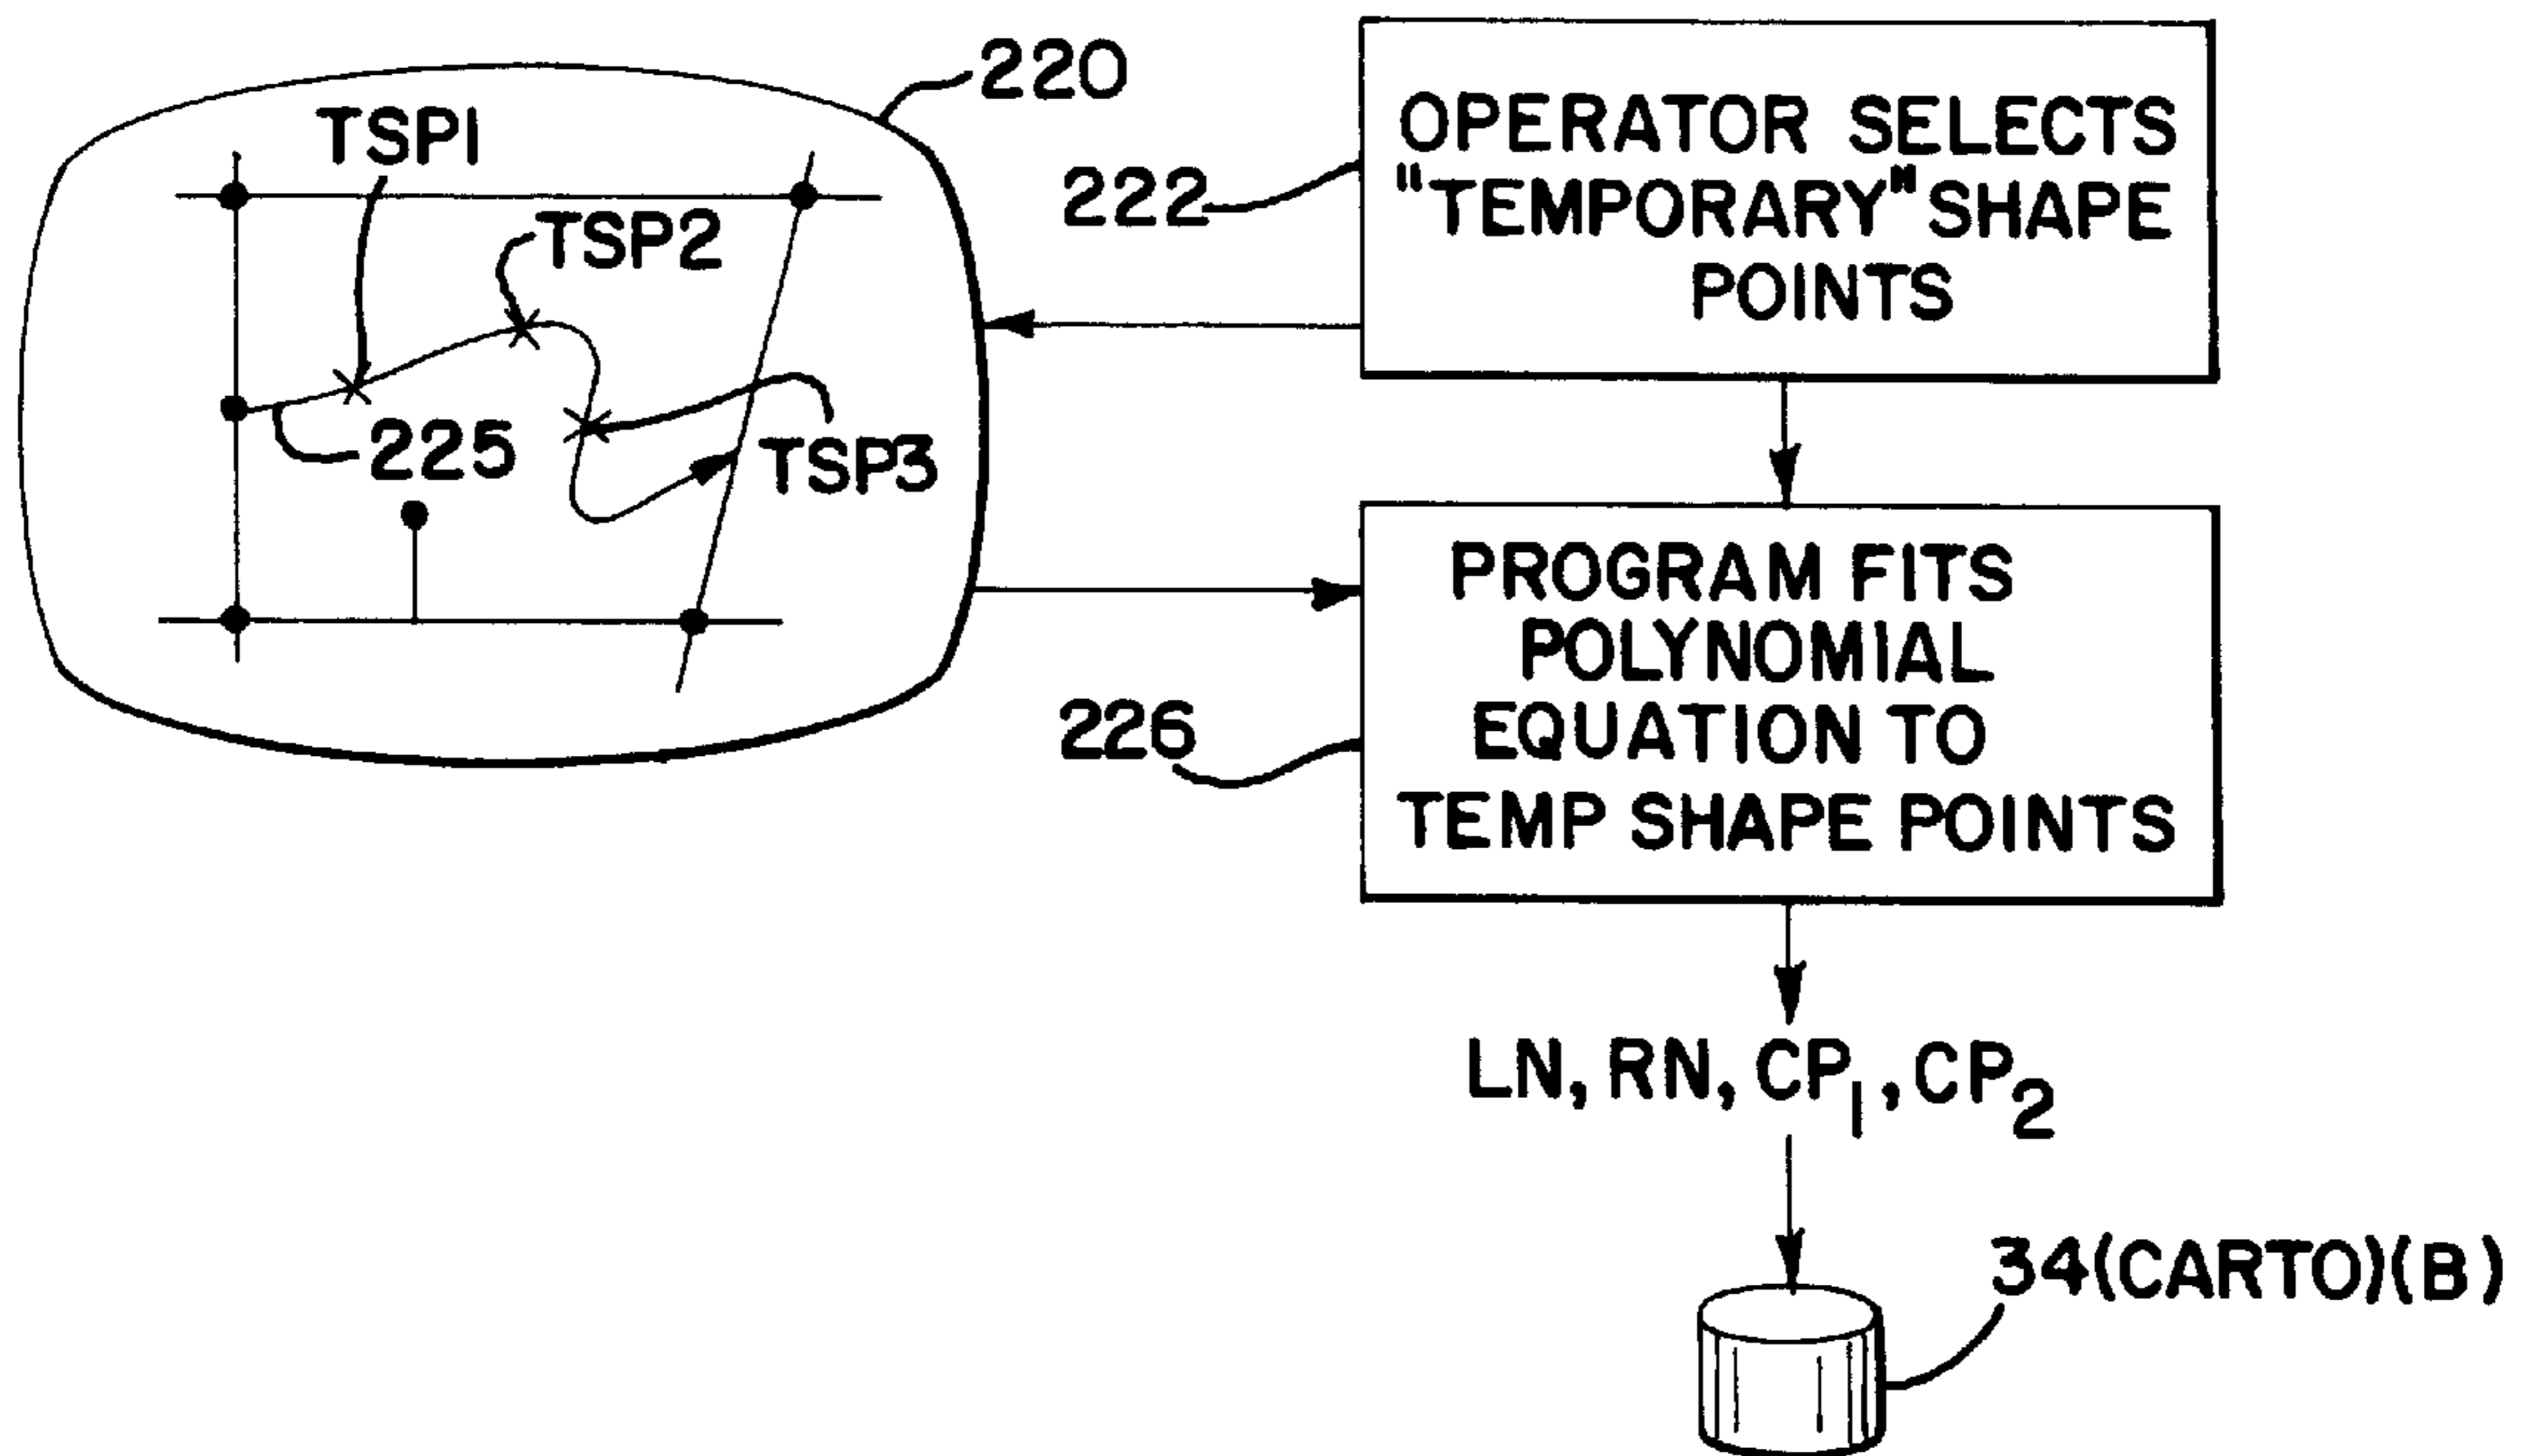 220
TSP1
TSP2
225
TSP3
222
OPERATOR SELECTS
"TEMPORARY" SHAPE
POINTS
226
PROGRAM FITS
POLYNOMIAL
EQUATION TO
TEMP SHAPE POINTS
LN, RN, CP1, CP2
34(CARTO)(B)